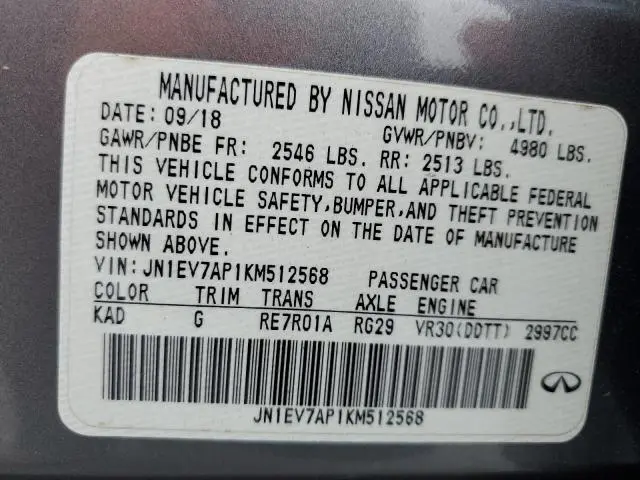 MANUFACTURED BY NISSAN MOTOR CO.,LTD.
DATE: 09/18 GVWR/PNBV: 4980 LBS.
GAWR/PNBE FR: 2546 LBS. RR: 2513 LBS.
THIS VEHICLE CONFORMS TO ALL APPLICABLE FEDERAL
MOTOR VEHICLE SAFETY,BUMPER,AND THEFT PREVENTION
STANDARDS IN EFFECT ON THE DATE OF MANUFACTURE
SHOWN ABOVE.
VIN:JN1EV7AP1KM512568 PASSENGER CAR
COLOR TRIM TRANS AXLE ENGINE
KAD G RE7R01A RG29 VR30(DDTT) 2997CC
JN1EV7AP1KM512568